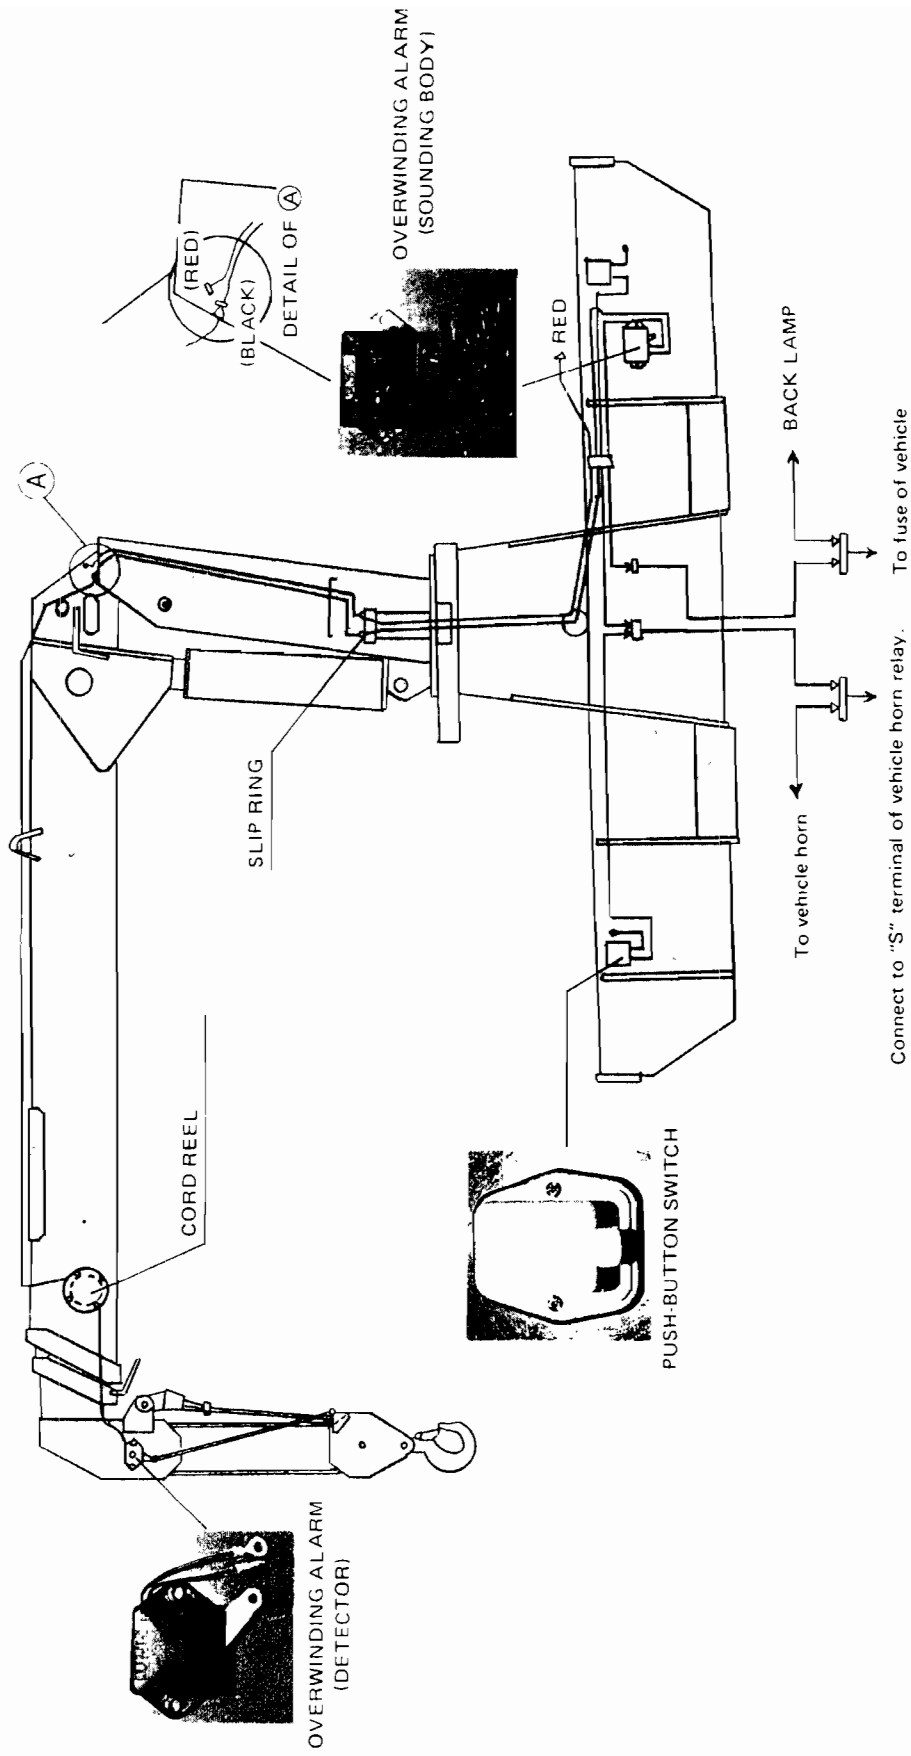 OVERWINDING ALARM
(DETECTOR)
CORD REEL
PUSH-BUTTON SWITCH
SLIP RING
A
(RED)
(BLACK)
DETAIL OF A
OVERWINDING ALARM
(SOUNDING BODY)
RED
To vehicle horn
BACK LAMP
Connect to "S" terminal of vehicle horn relay.
To fuse of vehicle